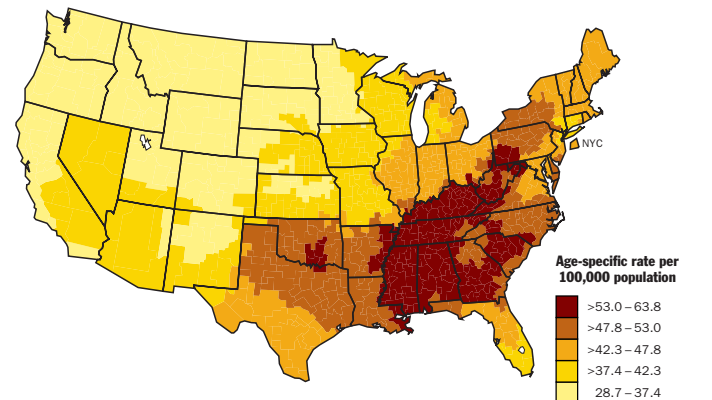 NYC
Age-specific rate per
100,000 population
>53.0 – 63.8
>47.8 – 53.0
>42.3 – 47.8
>37.4 – 42.3
28.7 – 37.4